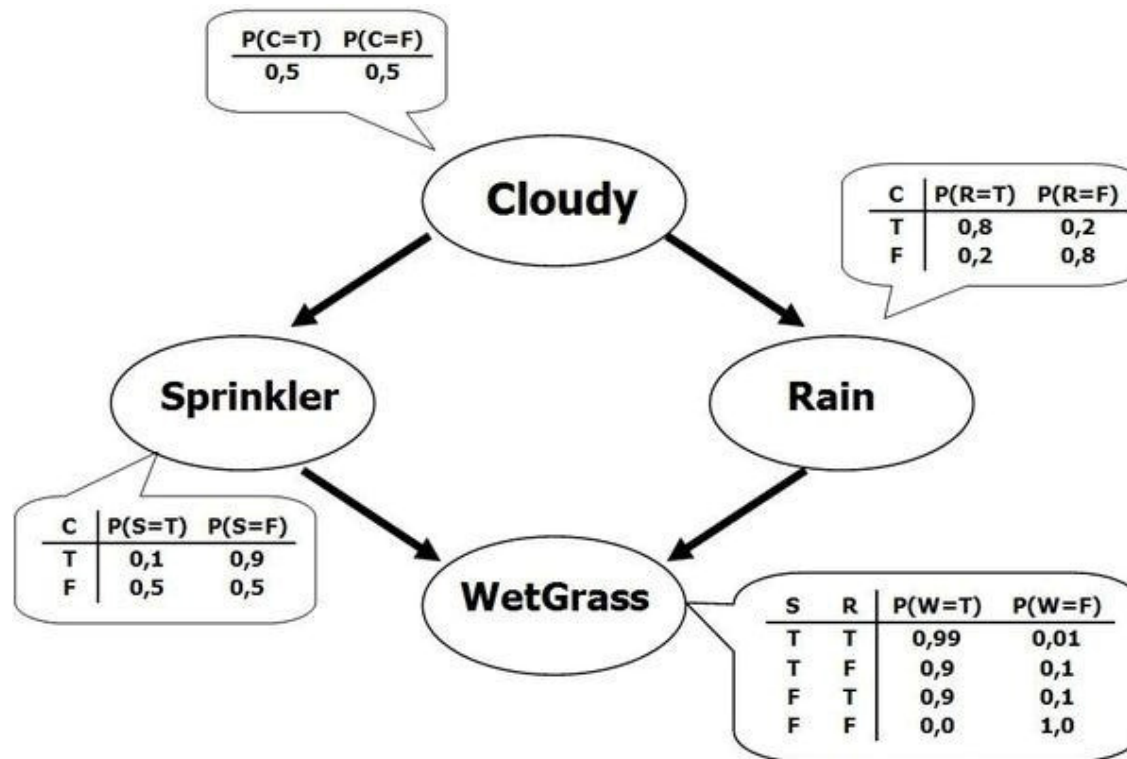 P(C=T) P(C=F)
0,5 0,5
Cloudy
C P(R=T) P(R=F)
T 0,8 0,2
F 0,2 0,8
Sprinkler
Rain
C P(S=T) P(S=F)
T 0,1 0,9
F 0,5 0,5
WetGrass
S R P(W=T) P(W=F)
T T 0,99 0,01
T F 0,9 0,1
F T 0,9 0,1
F F 0,0 1,0